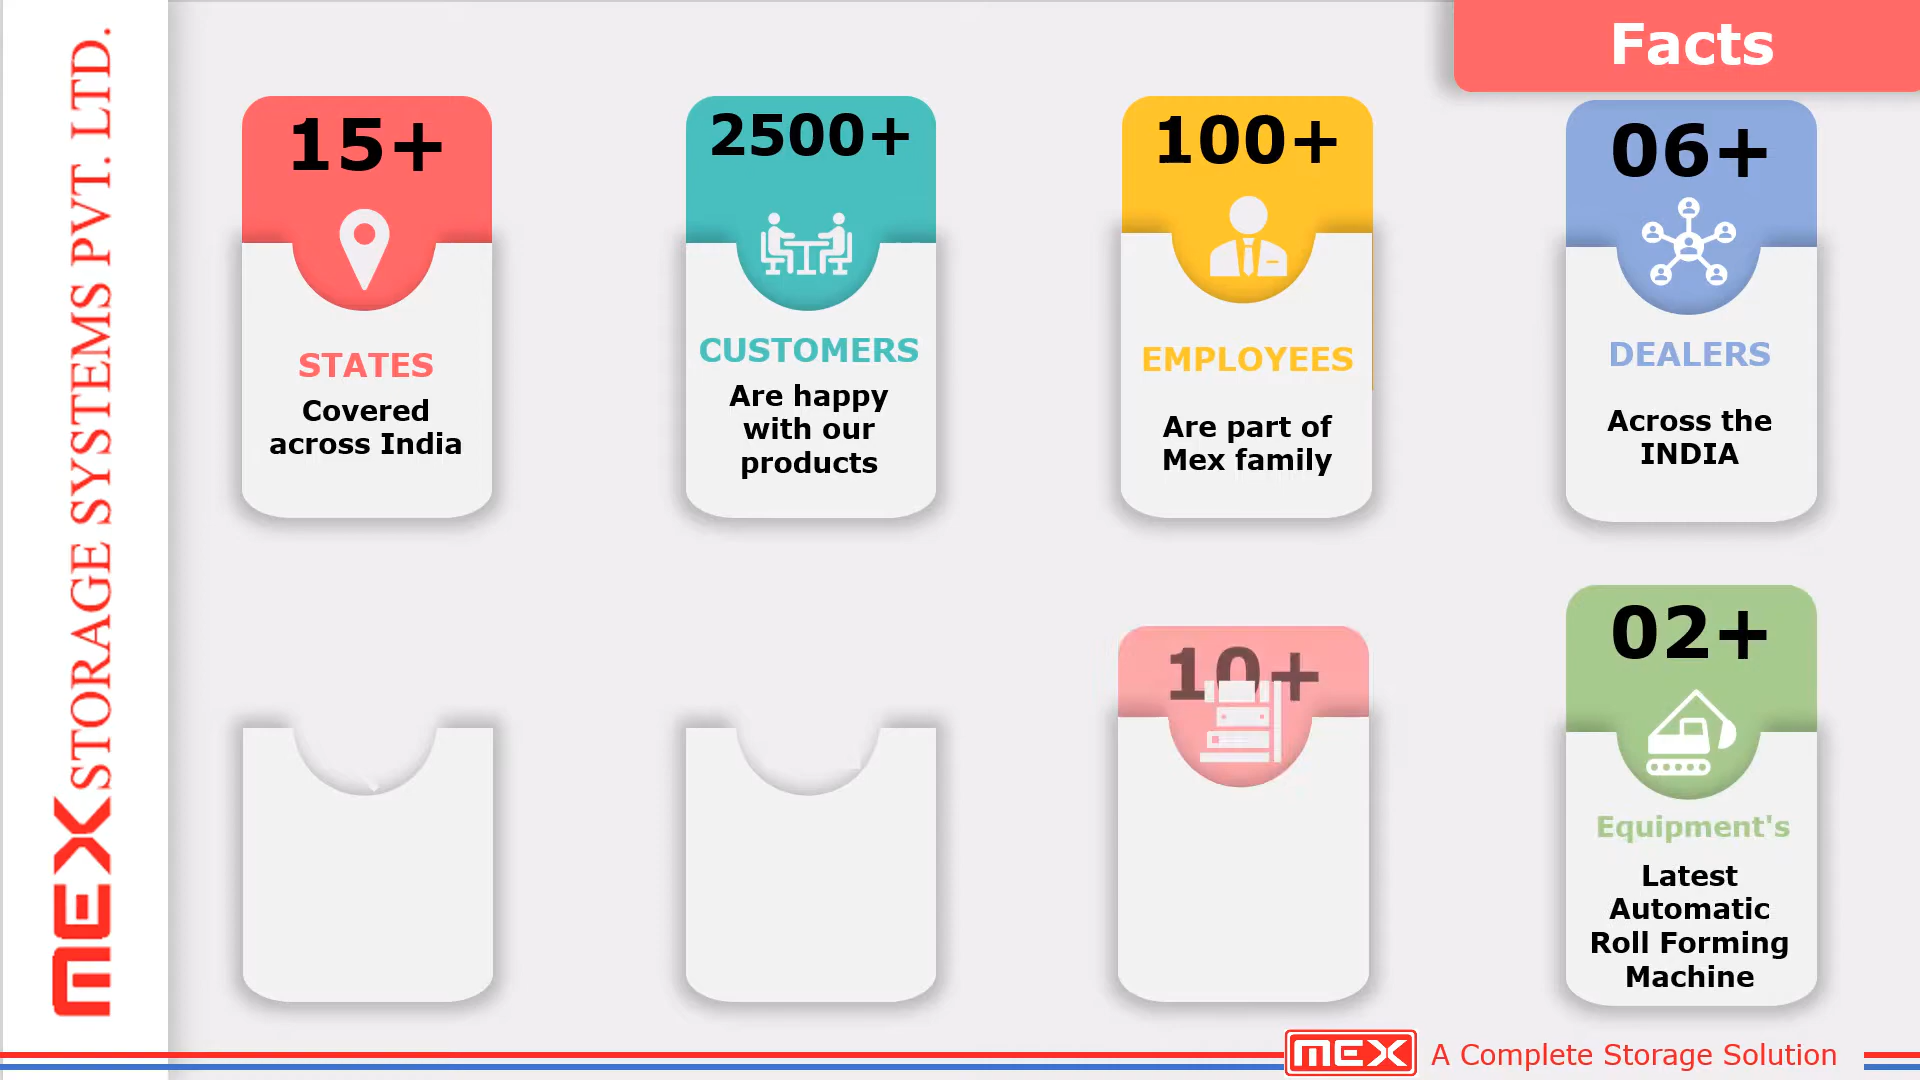 MEX STORAGE SYSTEMS PVT. LTD.
Facts
15+
STATES
Covered
across India
2500+
CUSTOMERS
Are happy
with our
products
100+
EMPLOYEES
Are part of
Mex family
06+
DEALERS
Across the
INDIA
10+
02+
Equipment's
Latest
Automatic
Roll Forming
Machine
MEX A Complete Storage Solution